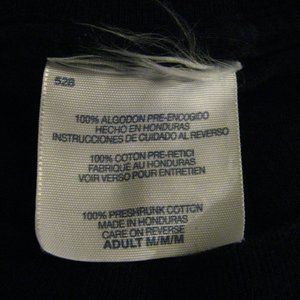 52B
100% ALGODON PRE-ENCOGIDO
HECHO EN HONDURAS
INSTRUCCIONES DE CUIDADO AL REVERSO
100% COTON PRE-RETICI
FABRIQUE AU HONDURAS
VOIR VERSO POUR ENTRETIEN
100% PRESHRUNK COTTON
MADE IN HONDURAS
CARE ON REVERSE
ADULT M/M/M